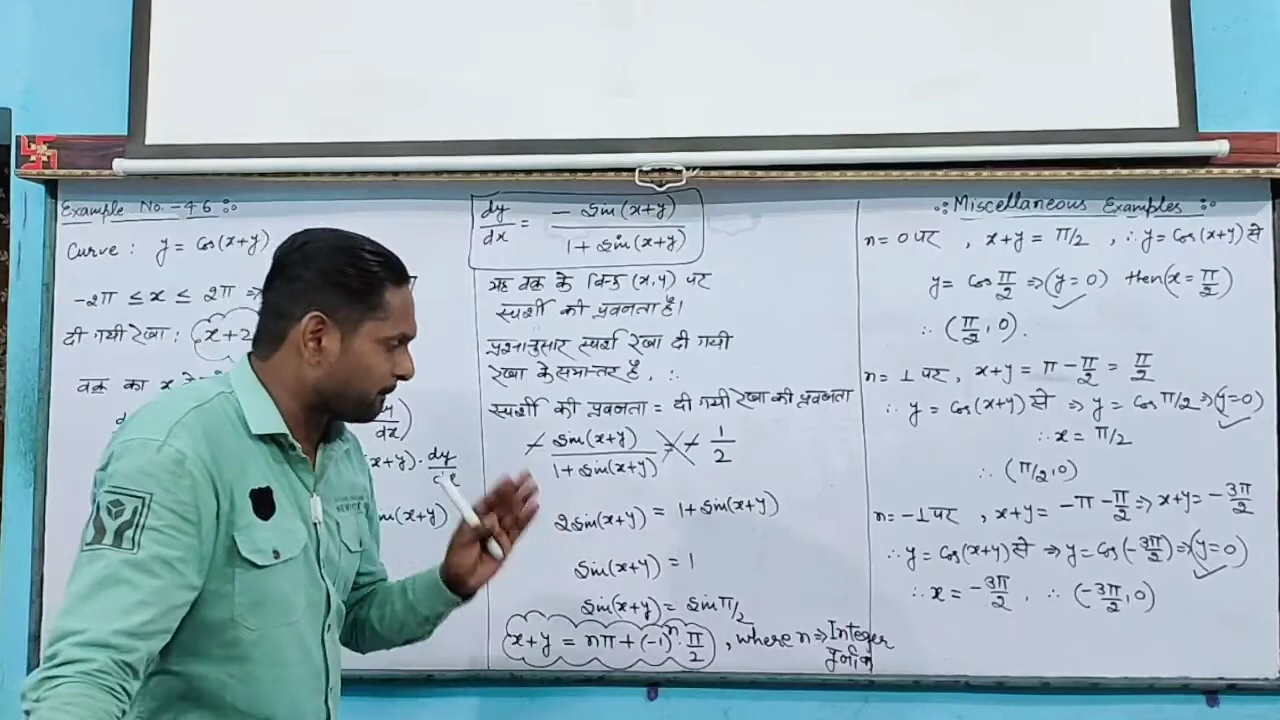 Example No.-46 :
Curve : y = Cos(x+y)
-2π ≤ x ≤ 2π ⇒
दी गयी रेखा : x+2
वक्र का x
dy/dx)
(x+y)· dy/dx
(x+y)
dy/dx = - Sin(x+y) / 1+Sin(x+y)
यह वक्र के बिन्दु (x,y) पर
स्पर्शी की प्रवणता है।
प्रश्नानुसार स्पर्श रेखा दी गयी
रेखा के समान्तर है, ∴
स्पर्शी की प्रवणता = दी गयी रेखा की प्रवणता
- Sin(x+y) / 1+Sin(x+y) = - 1/2
2Sin(x+y) = 1+Sin(x+y)
Sin(x+y) = 1
Sin(x+y) = Sinπ/2
x+y = nπ+(-1)ⁿ·π/2 , where n ⇒ Integer
पूर्णांक
Miscellaneous Examples
n=0 पर , x+y = π/2 , ∴ y = Cos(x+y) से
y = Cos π/2 ⇒ (y=0) then (x=π/2)
∴ (π/2, 0).
n=1 पर, x+y = π-π/2 = π/2
∴ y = Cos(x+y) से ⇒ y = Cos π/2 ⇒ (y=0)
∴ x = π/2
∴ (π/2, 0)
n=-1 पर , x+y = -π-π/2 ⇒ x+y = -3π/2
∴ y = Cos(x+y) से ⇒ y = Cos(-3π/2) ⇒ (y=0)
∴ x = -3π/2 , ∴ (-3π/2, 0)